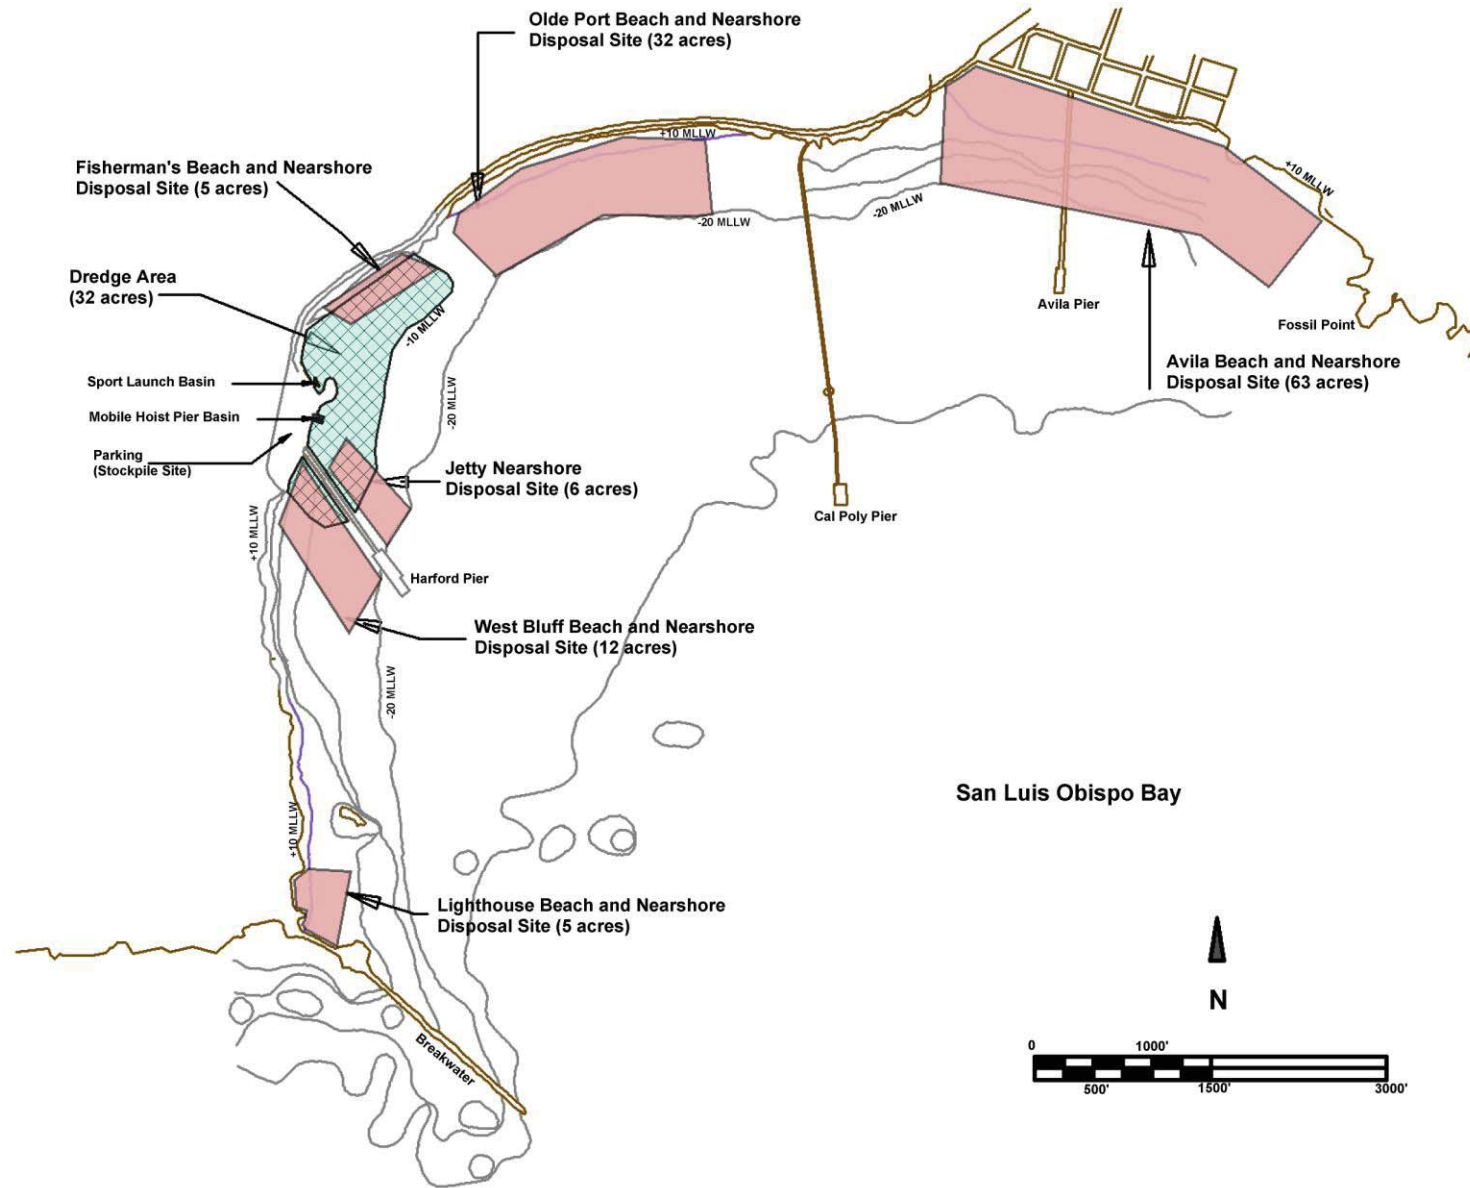 Olde Port Beach and Nearshore
Disposal Site (32 acres)
+10 MLLW
Fisherman's Beach and Nearshore
Disposal Site (5 acres)
+10 MLLW
-20 MLLW
-20 MLLW
Dredge Area
(32 acres)
-10 MLLW
Avila Pier
Fossil Point
Avila Beach and Nearshore
Disposal Site (63 acres)
Sport Launch Basin
-20 MLLW
Mobile Hoist Pier Basin
Parking
(Stockpile Site)
Jetty Nearshore
Disposal Site (6 acres)
Cal Poly Pier
+10 MLLW
Harford Pier
West Bluff Beach and Nearshore
Disposal Site (12 acres)
-20 MLLW
San Luis Obispo Bay
+10 MLLW
Lighthouse Beach and Nearshore
Disposal Site (5 acres)
N
Breakwater
0
1000'
500'
1500'
3000'